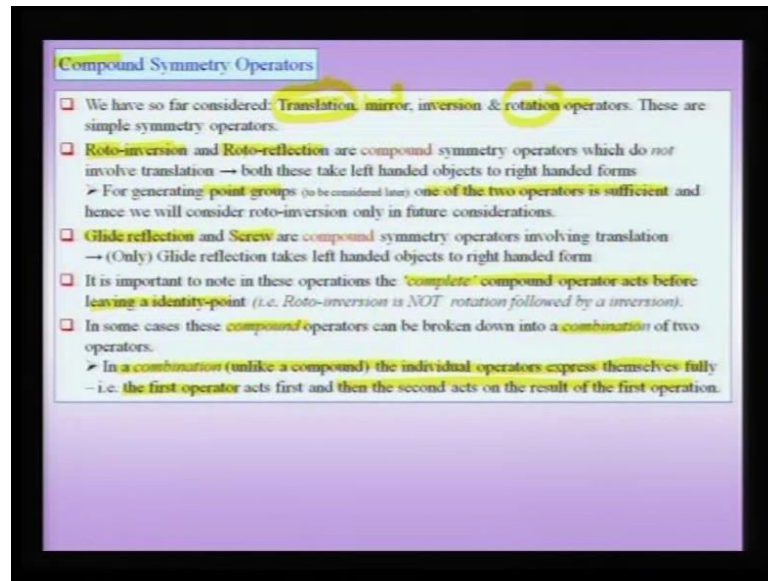 Compound Symmetry Operators
❑ We have so far considered: Translation, mirror, inversion & rotation operators. These are
simple symmetry operators.
❑ Roto-inversion and Roto-reflection are compound symmetry operators which do not
involve translation → both these take left handed objects to right handed forms
➤ For generating point groups (to be considered later) one of the two operators is sufficient and
hence we will consider roto-inversion only in future considerations.
❑ Glide reflection and Screw are compound symmetry operators involving translation
→ (Only) Glide reflection takes left handed objects to right handed form
❑ It is important to note in these operations the 'complete' compound operator acts before
leaving a identity-point (i.e. Roto-inversion is NOT rotation followed by a inversion).
❑ In some cases these compound operators can be broken down into a combination of two
operators.
➤ In a combination (unlike a compound) the individual operators express themselves fully
– i.e. the first operator acts first and then the second acts on the result of the first operation.